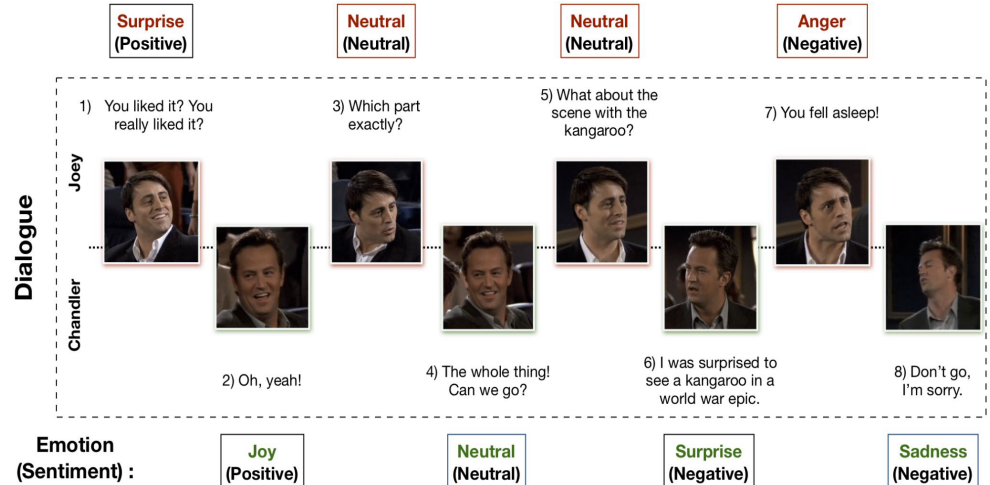 Surprise
(Positive)
Neutral
(Neutral)
Neutral
(Neutral)
Anger
(Negative)
Dialogue
Joey
Chandler
1) You liked it? You
really liked it?
3) Which part
exactly?
5) What about the
scene with the
kangaroo?
7) You fell asleep!
2) Oh, yeah!
4) The whole thing!
Can we go?
6) I was surprised to
see a kangaroo in a
world war epic.
8) Don’t go,
I’m sorry.
Emotion
(Sentiment) :
Joy
(Positive)
Neutral
(Neutral)
Surprise
(Negative)
Sadness
(Negative)